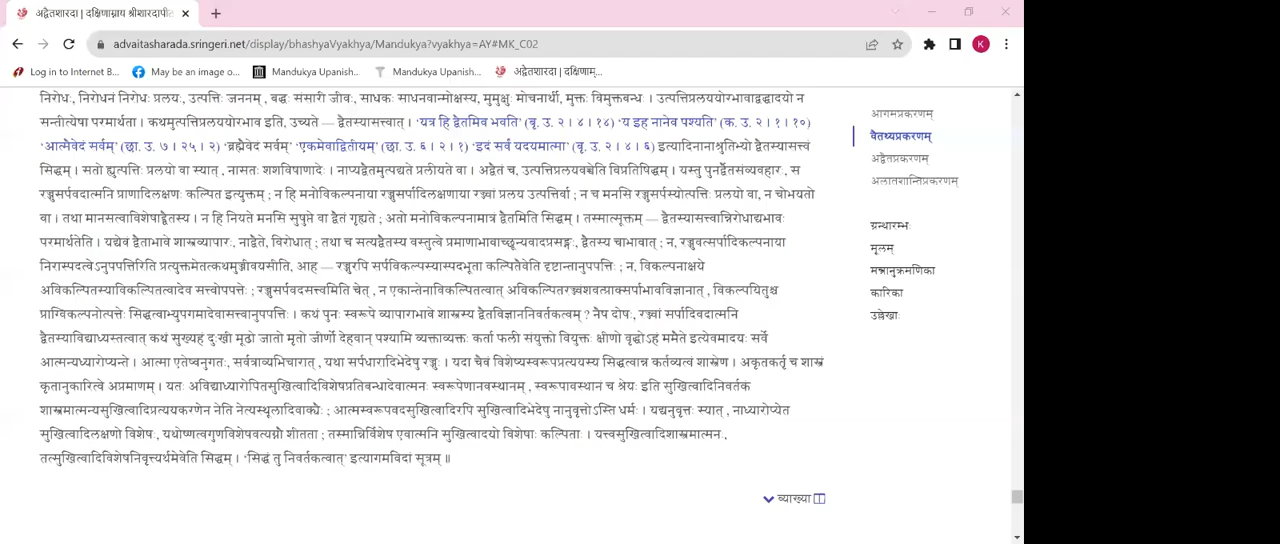 अद्वैतशारदा | दक्षिणाम्नाय श्रीशारदापीठ
advaitasharada.sringeri.net/display/bhashyaVyakhya/Mandukya?vyakhya=AY#MK_C02
K
Log in to Internet B... May be an image o... Mandukya Upanish... Mandukya Upanish... अद्वैतशारदा | दक्षिणाम्...
निरोधः, निरोधनं निरोधः प्रलयः, उत्पत्तिः जननम् , बद्धः संसारी जीवः, साधकः साधनवान्मोक्षस्य, मुमुक्षुः मोचनार्थी, मुक्तः विमुक्तबन्धः । उत्पत्तिप्रलययोरभावाद्बद्धादयो न
सन्तीत्येषा परमार्थता । कथमुत्पत्तिप्रलययोरभाव इति, उच्यते — द्वैतस्यासत्त्वात् । ‘यत्र हि द्वैतमिव भवति’ (बृ. उ. २ । ४ । १४) ‘य इह नानेव पश्यति’ (क. उ. २ । १ । १०)
‘आत्मैवेदं सर्वम्’ (छा. उ. ७ । २५ । २) ‘ब्रह्मैवेदं सर्वम्’ ‘एकमेवाद्वितीयम्’ (छा. उ. ६ । २ । १) ‘इदं सर्वं यदयमात्मा’ (बृ. उ. २ । ४ । ६) इत्यादिनानाश्रुतिभ्यो द्वैतस्यासत्त्वं
सिद्धम् । सतो ह्युत्पत्तिः प्रलयो वा स्यात् , नासतः शशविषाणादेः । नाप्यद्वैतमुत्पद्यते प्रलीयते वा । अद्वैतं च, उत्पत्तिप्रलयवच्चेति विप्रतिषिद्धम् । यस्तु पुनर्द्वैतसंव्यवहारः, स
रज्जुसर्पवदात्मनि प्राणादिलक्षणः कल्पित इत्युक्तम् ; न हि मनोविकल्पनाया रज्जुसर्पादिलक्षणाया रज्ज्वां प्रलय उत्पत्तिर्वा ; न च मनसि रज्जुसर्पस्योत्पत्तिः प्रलयो वा, न चोभयतो
वा । तथा मानसत्वाविशेषाद्द्वैतस्य । न हि नियते मनसि सुषुप्ते वा द्वैतं गृह्यते ; अतो मनोविकल्पनामात्रं द्वैतमिति सिद्धम् । तस्मात्सूक्तम् — द्वैतस्यासत्त्वान्निरोधाद्यभावः
परमार्थतेति । यद्येवं द्वैताभावे शास्त्रव्यापारः, नाद्वैते, विरोधात् ; तथा च सत्यद्वैतस्य वस्तुत्वे प्रमाणाभावाच्छून्यवादप्रसङ्गः, द्वैतस्य चाभावात् ; न, रज्जुवत्सर्पादिकल्पनाया
निरास्पदत्वेऽनुपपत्तिरिति प्रत्युक्तमेतत्कथमुज्जीवयसीति, आह — रज्जुरपि सर्पविकल्पस्यास्पदभूता कल्पितैवेति दृष्टान्तानुपपत्तिः ; न, विकल्पनाक्षये
अविकल्पितस्याविकल्पितत्वादेव सत्त्वोपपत्तेः ; रज्जुसर्पवदसत्त्वमिति चेत् , न एकान्तेनाविकल्पितत्वात् अविकल्पितरज्ज्वंशवत्प्राक्सर्पाभावविज्ञानात् , विकल्पयितुश्च
प्राग्विकल्पनोत्पत्तेः सिद्धत्वाभ्युपगमादेवासत्त्वानुपपत्तिः । कथं पुनः स्वरूपे व्यापाराभावे शास्त्रस्य द्वैतविज्ञाननिवर्तकत्वम् ? नैष दोषः, रज्ज्वां सर्पादिवदात्मनि
द्वैतस्याविद्याध्यस्तत्वात् कथं सुख्यहं दुःखी मूढो जातो मृतो जीर्णो देहवान् पश्यामि व्यक्ताव्यक्तः कर्ता फली संयुक्तो वियुक्तः क्षीणो वृद्धोऽहं ममैते इत्येवमादयः सर्वे
आत्मन्यध्यारोप्यन्ते । आत्मा एतेष्वनुगतः, सर्वत्राव्यभिचारात् , यथा सर्पधारादिभेदेषु रज्जुः । यदा चैवं विशेष्यस्वरूपप्रत्ययस्य सिद्धत्वान्न कर्तव्यत्वं शास्त्रेण । अकृतकर्तृ च शास्त्रं
कृतानुकारित्वे अप्रमाणम् । यतः अविद्याध्यारोपितसुखित्वादिविशेषप्रतिबन्धादेवात्मनः स्वरूपेणानवस्थानम् , स्वरूपावस्थानं च श्रेयः इति सुखित्वादिनिवर्तकं
शास्त्रमात्मन्यसुखित्वादिप्रत्ययकरणेन नेति नेत्यस्थूलादिवाक्यैः ; आत्मस्वरूपवदसुखित्वादिरपि सुखित्वादिभेदेषु नानुवृत्तोऽस्ति धर्मः । यद्यनुवृत्तः स्यात् , नाध्यारोप्येत
सुखित्वादिलक्षणो विशेषः, यथोष्णत्वगुणविशेषवत्यग्नौ शीतता ; तस्मान्निर्विशेष एवात्मनि सुखित्वादयो विशेषाः कल्पिताः । यत्त्वसुखित्वादिशास्त्रमात्मनः,
तत्सुखित्वादिविशेषनिवृत्त्यर्थमेवेति सिद्धम् । ‘सिद्धं तु निवर्तकत्वात्’ इत्यागमविदां सूत्रम् ॥
व्याख्या
आगमप्रकरणम्
वैतथ्यप्रकरणम्
अद्वैतप्रकरणम्
अलातशान्तिप्रकरणम्
ग्रन्थारम्भः
मूलम्
मन्त्रानुक्रमणिका
कारिका
उल्लेखाः